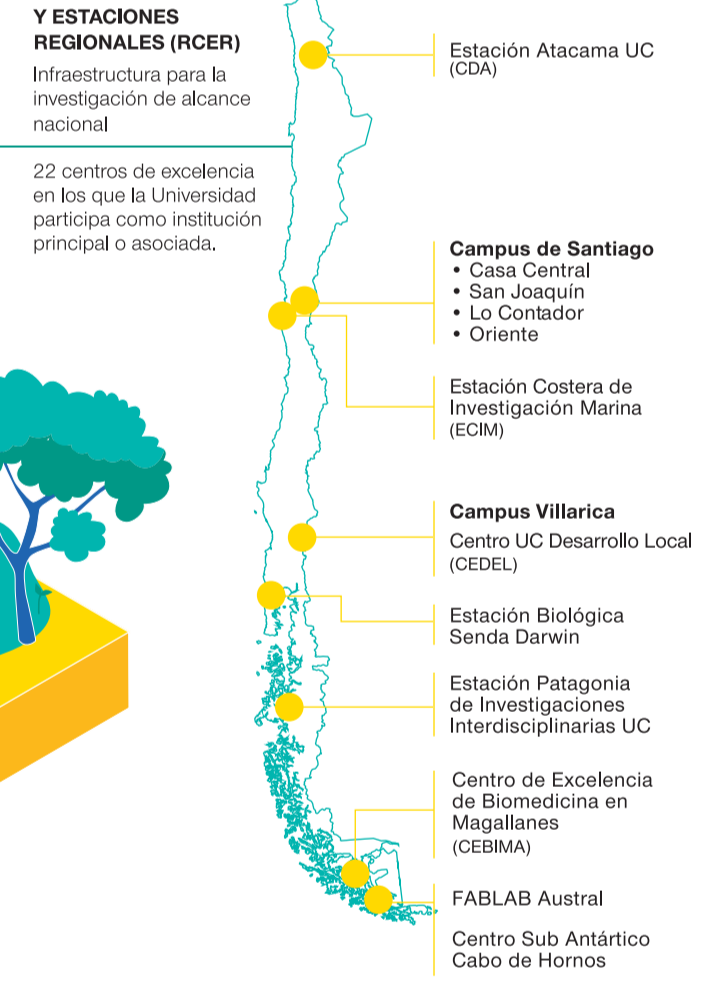 Y ESTACIONES
REGIONALES (RCER)
Infraestructura para la
investigación de alcance
nacional
22 centros de excelencia
en los que la Universidad
participa como institución
principal o asociada.
Estación Atacama UC
(CDA)
Campus de Santiago
• Casa Central
• San Joaquín
• Lo Contador
• Oriente
Estación Costera de
Investigación Marina
(ECIM)
Campus Villarica
Centro UC Desarrollo Local
(CEDEL)
Estación Biológica
Senda Darwin
Estación Patagonia
de Investigaciones
Interdisciplinarias UC
Centro de Excelencia
de Biomedicina en
Magallanes
(CEBIMA)
FABLAB Austral
Centro Sub Antártico
Cabo de Hornos